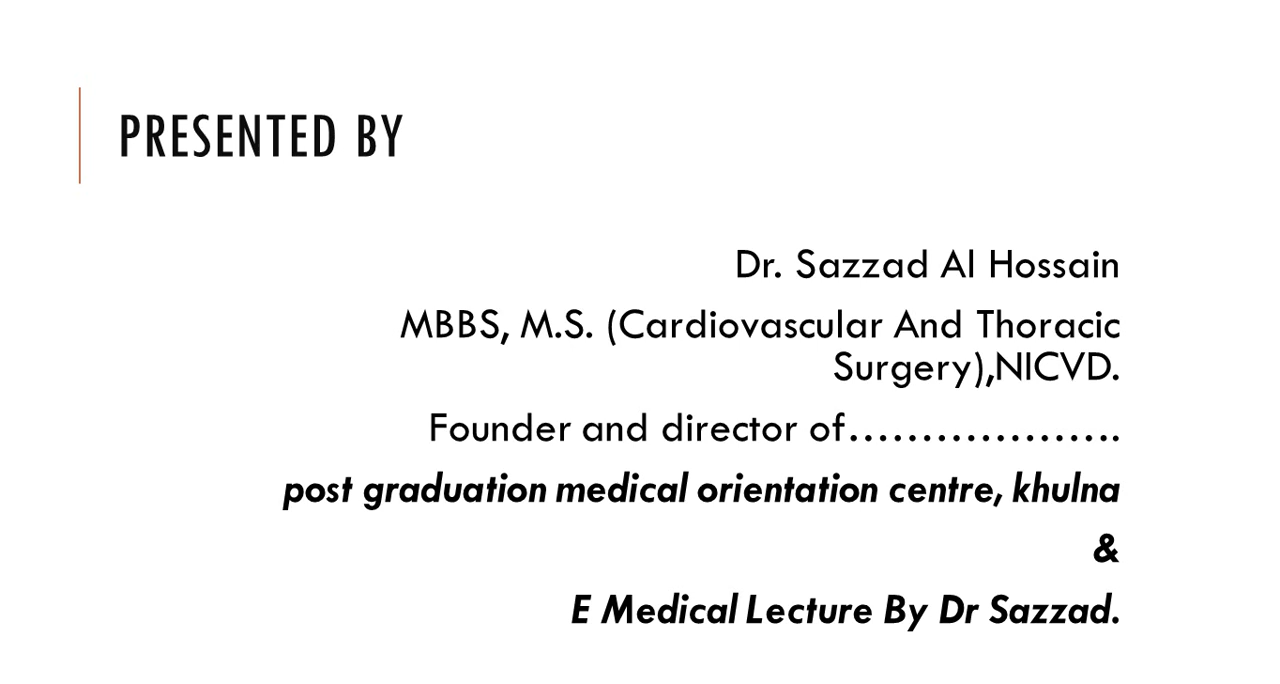 PRESENTED BY
Dr. Sazzad Al Hossain
MBBS, M.S. (Cardiovascular And Thoracic
Surgery),NICVD.
Founder and director of………………..
post graduation medical orientation centre, khulna
&
E Medical Lecture By Dr Sazzad.